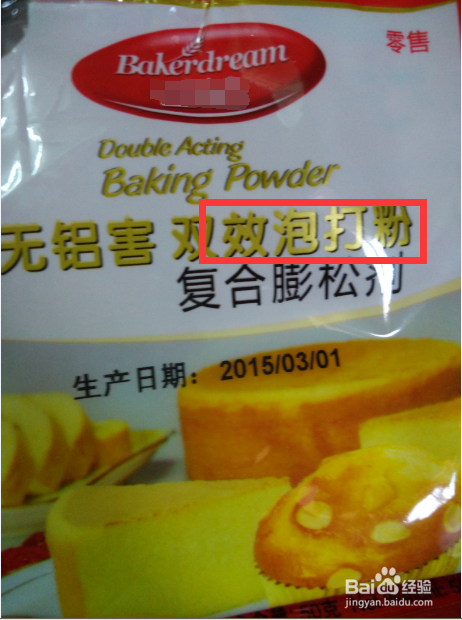 Bakerdream
零售
Double Acting
Baking Powder
无铝害 双效泡打粉
复合膨松剂
生产日期：2015/03/01
Baidu 经验
jingyan.baidu.com